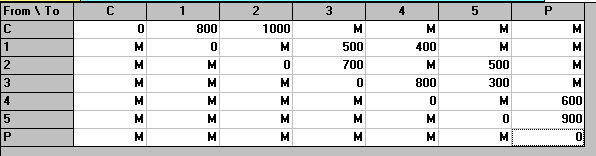 From \ To C 1 2 3 4 5 P
C 0 800 1000 M M M M
1 M 0 M 500 400 M M
2 M M 0 700 M 500 M
3 M M M 0 800 300 M
4 M M M M 0 M 600
5 M M M M M 0 900
P M M M M M M 0